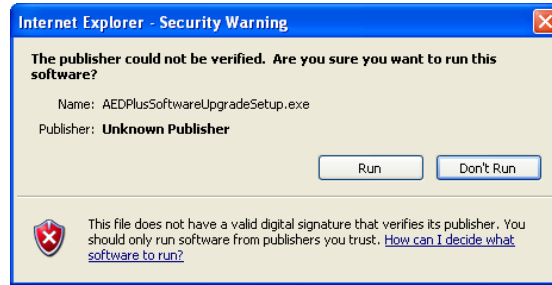 Internet Explorer - Security Warning
The publisher could not be verified. Are you sure you want to run this
software?
Name: AEDPlusSoftwareUpgradeSetup.exe
Publisher: Unknown Publisher
Run Don't Run
This file does not have a valid digital signature that verifies its publisher. You
should only run software from publishers you trust. How can I decide what
software to run?